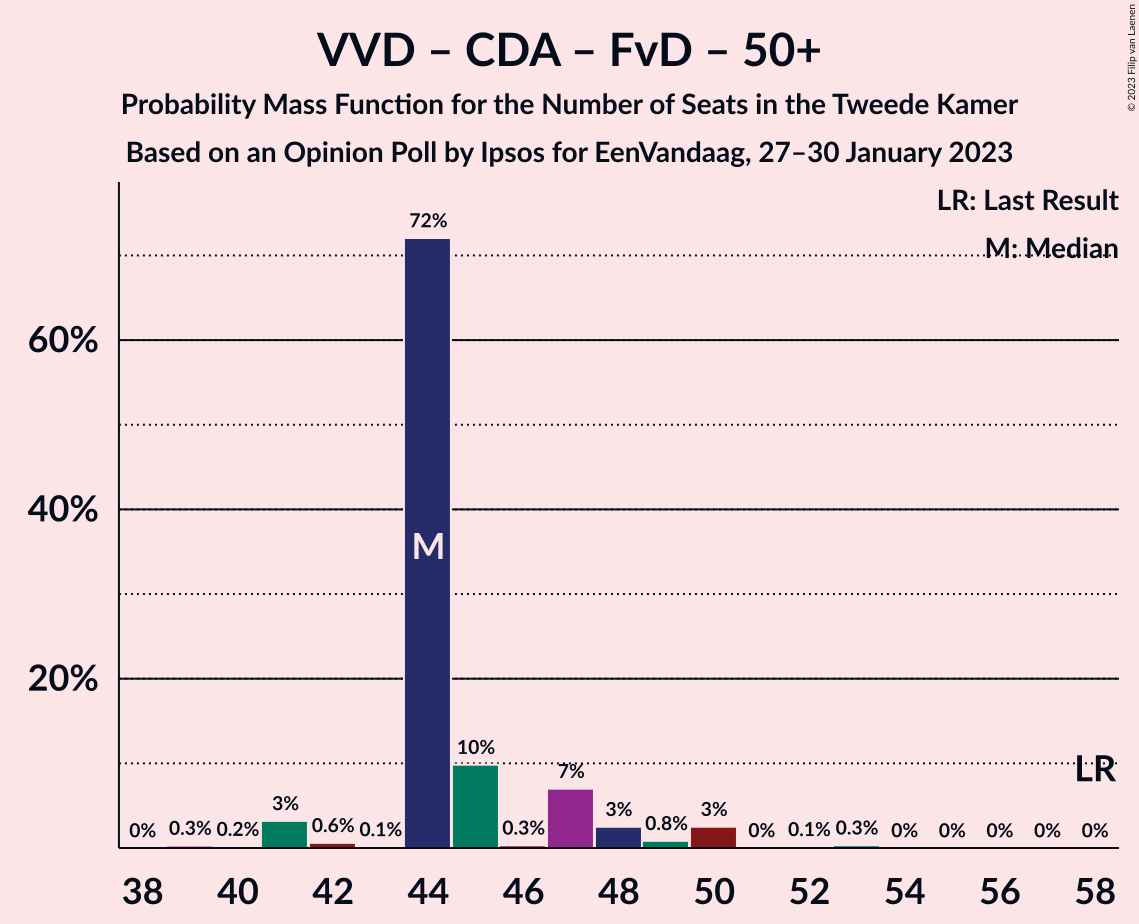 VVD – CDA – FvD – 50+
Probability Mass Function for the Number of Seats in the Tweede Kamer
Based on an Opinion Poll by Ipsos for EenVandaag, 27–30 January 2023
© 2023 Filip van Laenen
LR: Last Result
M: Median
72%
60%
40%
M
20%
10%
7%
LR
3%
3%
3%
0%
0.3%
0.2%
0.6%
0.1%
0.3%
0.8%
0%
0.1%
0.3%
0%
0%
0%
0%
0%
38 40 42 44 46 48 50 52 54 56 58